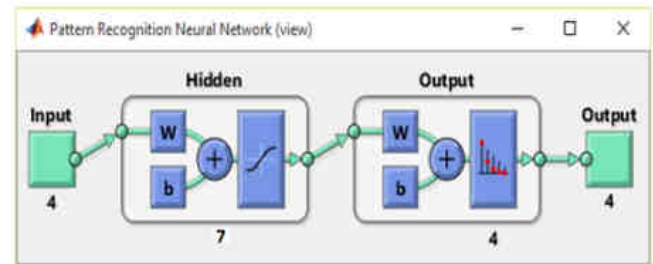 Pattern Recognition Neural Network (view)
Hidden
Output
Input
Output
W
W
b
b
4
4
7
4